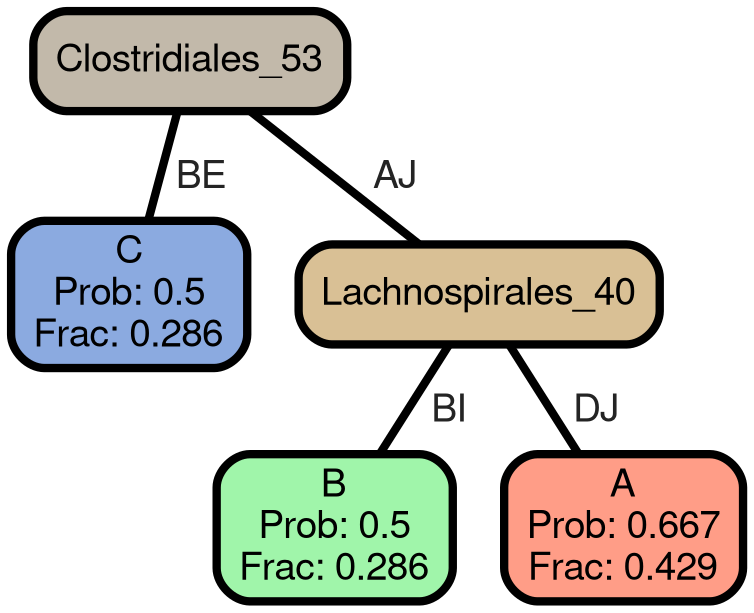 Clostridiales_53
BE
AJ
C
Prob: 0.5
Frac: 0.286
Lachnospirales_40
BI
DJ
B
Prob: 0.5
Frac: 0.286
A
Prob: 0.667
Frac: 0.429